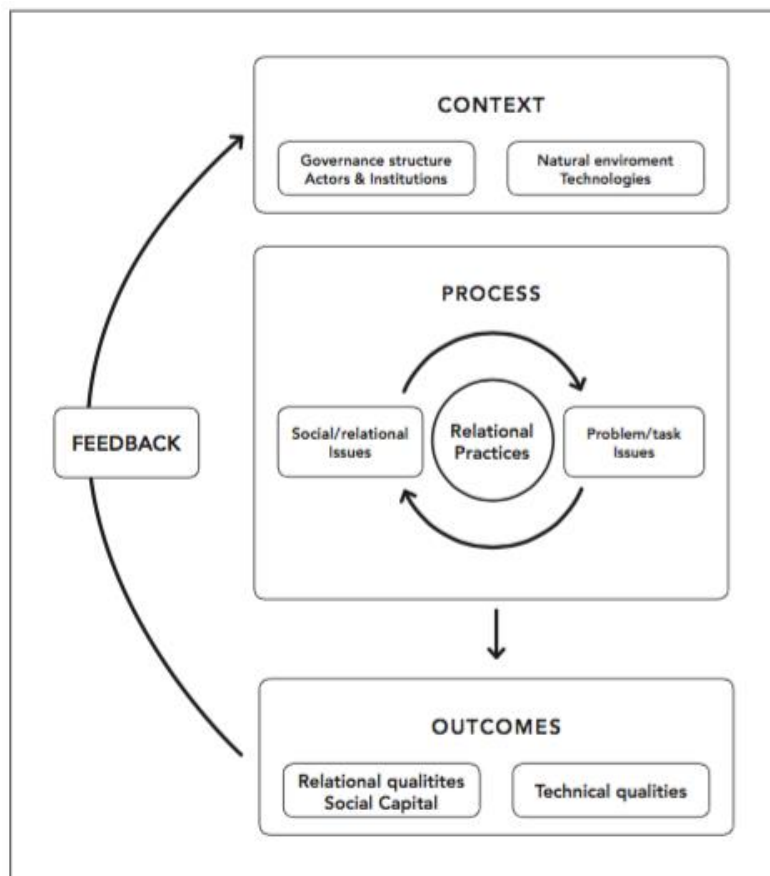 CONTEXT
Governance structure
Actors & Institutions
Natural enviroment
Technologies
PROCESS
Social/relational
Issues
Relational
Practices
Problem/task
Issues
FEEDBACK
OUTCOMES
Relational qualitites
Social Capital
Technical qualities